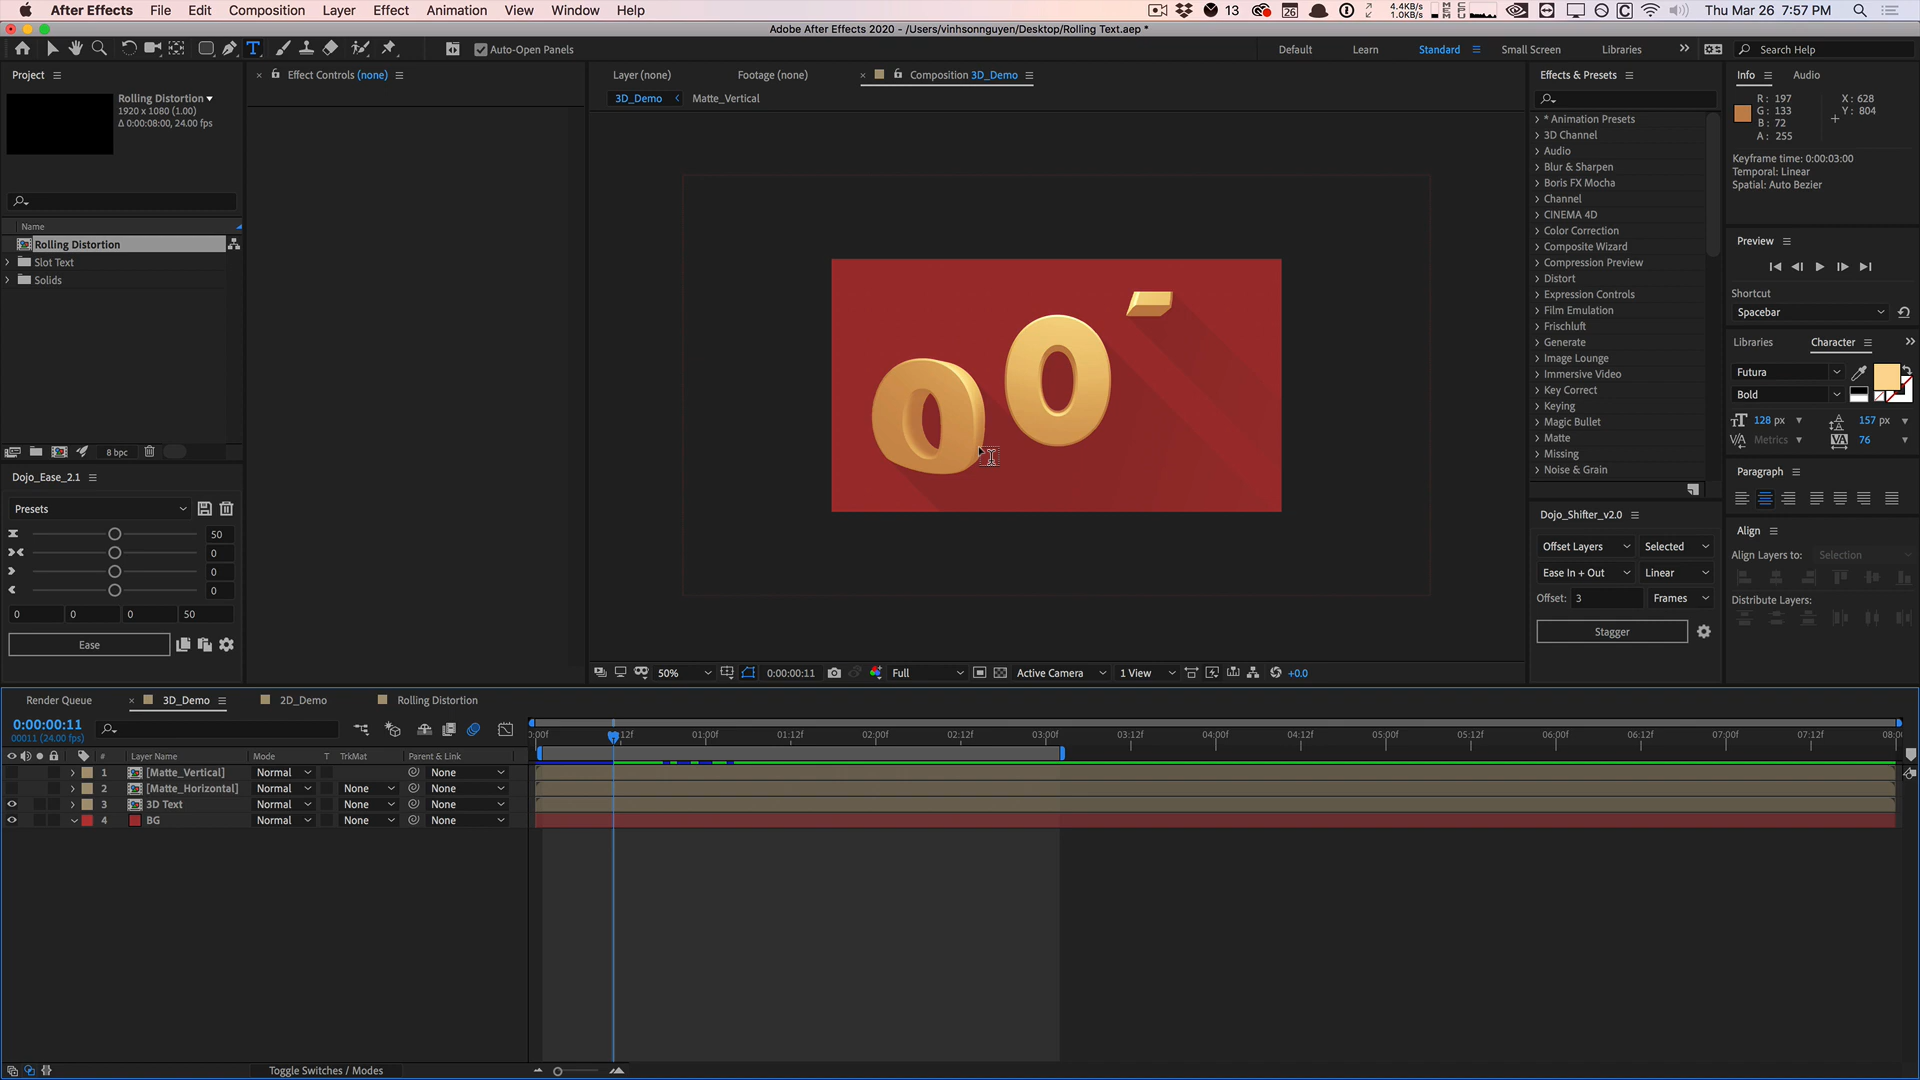 After Effects File Edit Composition Layer Effect Animation View Window Help 13 26 4.4KB/s 1.0KB/s Thu Mar 26 7:57 PM
Adobe After Effects 2020 - /Users/vinhsonnguyen/Desktop/Rolling Text.aep *
T Auto-Open Panels Default Learn Standard Small Screen Libraries Search Help
Project Effect Controls (none) Layer (none) Footage (none) Composition 3D_Demo Effects & Presets Info Audio
Rolling Distortion
1920 x 1080 (1.00)
Δ 0:00:08:00, 24.00 fps
3D_Demo Matte_Vertical
Name
Rolling Distortion
Slot Text
Solids
8 bpc
Dojo_Ease_2.1
Presets
50
0
0
0
0 0 0 50
Ease
OO
50% 0:00:00:11 Full Active Camera 1 View +0.0
* Animation Presets
3D Channel
Audio
Blur & Sharpen
Boris FX Mocha
Channel
CINEMA 4D
Color Correction
Composite Wizard
Compression Preview
Distort
Expression Controls
Film Emulation
Frischluft
Generate
Image Lounge
Immersive Video
Key Correct
Keying
Magic Bullet
Matte
Missing
Noise & Grain
Dojo_Shifter_v2.0
Offset Layers Selected
Ease In + Out Linear
Offset: 3 Frames
Stagger
R: 197 X: 628
G: 133 Y: 804
B: 72
A: 255
Keyframe time: 0:00:03:00
Temporal: Linear
Spatial: Auto Bezier
Preview
Shortcut
Spacebar
Libraries Character
Futura
Bold
128 px 157 px
Metrics 76
Paragraph
Align
Align Layers to: Selection
Distribute Layers:
Render Queue 3D_Demo 2D_Demo Rolling Distortion
0:00:00:11
00011 (24.00 fps)
:00f 12f 01:00f 01:12f 02:00f 02:12f 03:00f 03:12f 04:00f 04:12f 05:00f 05:12f 06:00f 06:12f 07:00f 07:12f 08:0
# Layer Name Mode T TrkMat Parent & Link
1 [Matte_Vertical] Normal None
2 [Matte_Horizontal] Normal None None
3 3D Text Normal None None
4 BG Normal None None
Toggle Switches / Modes